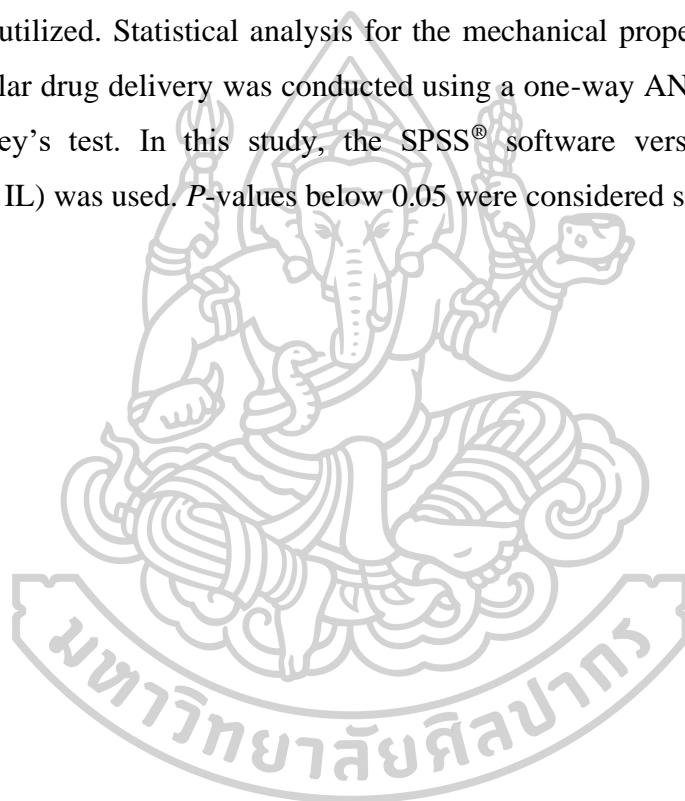 utilized. Statistical analysis for the mechanical prope
lar drug delivery was conducted using a one-way AN
ey’s test. In this study, the SPSS® software vers
IL) was used. P-values below 0.05 were considered s
มหาวิทยาลัยศิลปากร